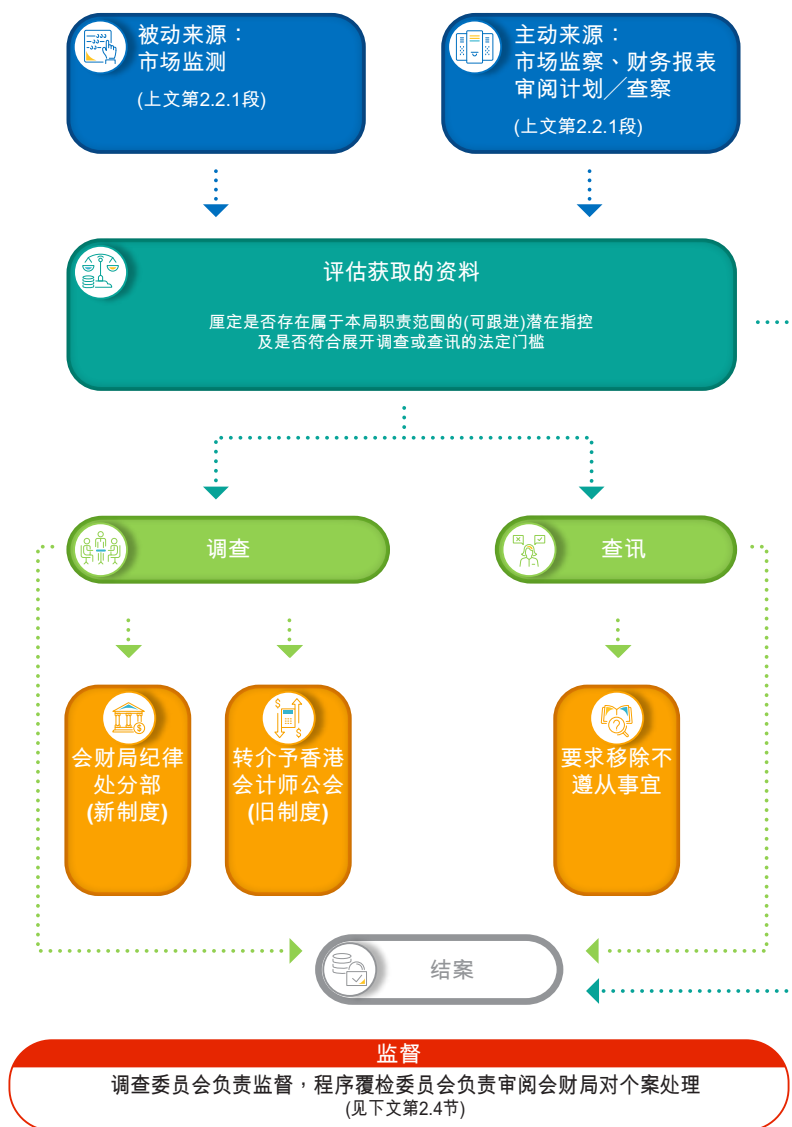 被动来源：
市场监测
(上文第2.2.1段)
主动来源：
市场监察、财务报表
审阅计划╱查察
(上文第2.2.1段)
评估获取的资料
厘定是否存在属于本局职责范围的(可跟进)潜在指控
及是否符合展开调查或查讯的法定门槛
调查
查讯
会财局纪律
处分部
(新制度)
转介予香港
会计师公会
(旧制度)
要求移除不
遵从事宜
结案
监督
调查委员会负责监督，程序覆检委员会负责审阅会财局对个案处理
(见下文第2.4节)